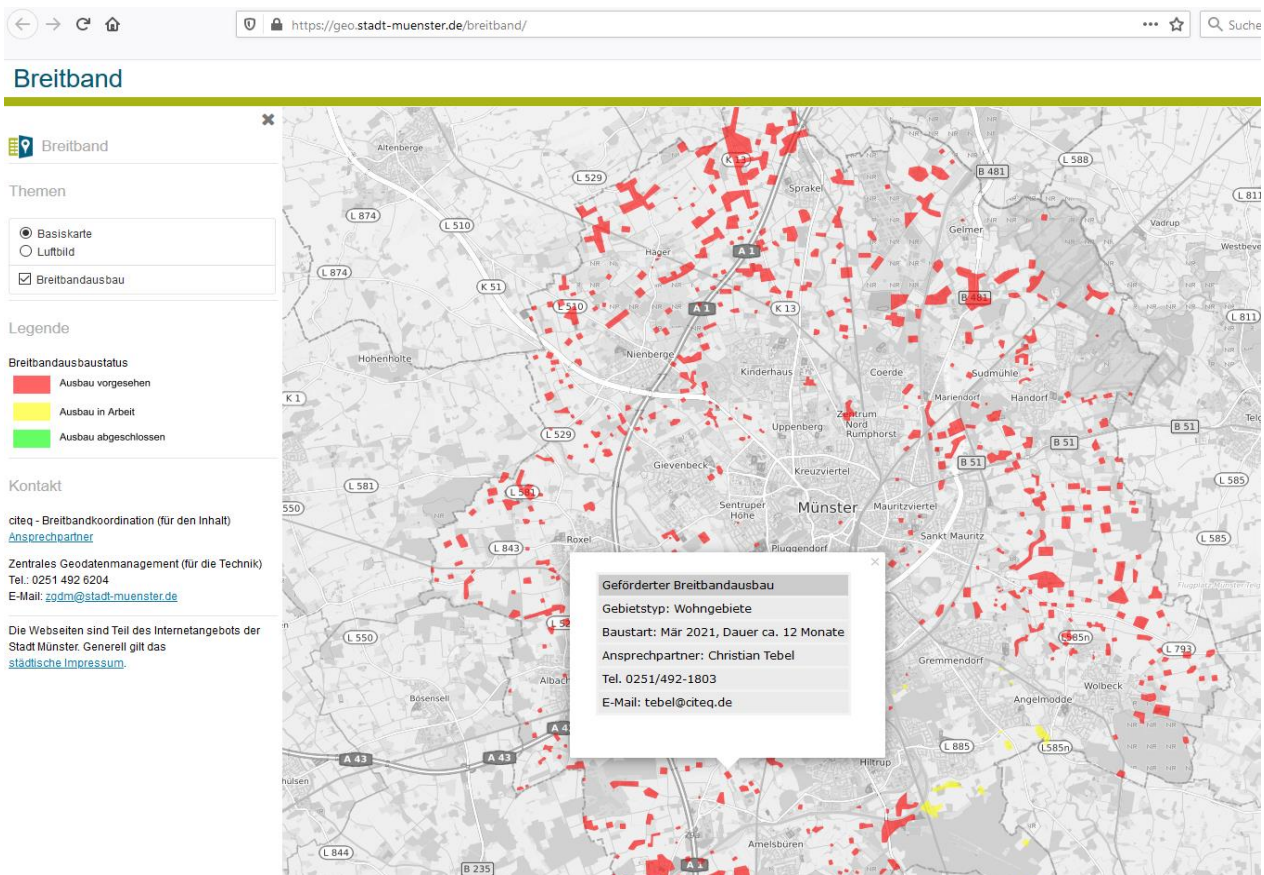 https://geo.stadt-muenster.de/breitband/
Suche
Breitband
Breitband
Themen
Basiskarte
Luftbild
Breitbandausbau
Legende
Breitbandausbaustatus
Ausbau vorgesehen
Ausbau in Arbeit
Ausbau abgeschlossen
Kontakt
citeq - Breitbandkoordination (für den Inhalt)
Ansprechpartner
Zentrales Geodatenmanagement (für die Technik)
Tel.: 0251 492 6204
E-Mail: zgdm@stadt-muenster.de
Die Webseiten sind Teil des Internetangebots der
Stadt Münster. Generell gilt das
städtische Impressum.
Altenberge
L 529
K 13
Sprakel
B 481
L 588
L 811
L 874
L 510
Gelmer
Vadrup
Häger
A 1
L 874
K 51
L 510
A 1
K 13
B 481
L 811
Hohenholte
Nienberge
Kinderhaus
Coerde
Sudmühle
K 1
Mariendorf
Handorf
L 529
Uppenberg
Zentrum
Nord
Rumphorst
B 51
B 51
Gievenbeck
Kreuzviertel
B 51
L 581
L 581
L 585
550
Sentruper
Höhe
Münster
Mauritzviertel
L 843
Roxel
Pluggendorf
Sankt Mauritz
L 585
Geförderter Breitbandausbau
Gebietstyp: Wohngebiete
Baustart: Mär 2021, Dauer ca. 12 Monate
Ansprechpartner: Christian Tebel
Tel. 0251/492-1803
E-Mail: tebel@citeq.de
L 550
L585n
L 793
Gremmendorf
Wolbeck
Bösensell
Angelmodde
A 43
A 43
L 885
L585n
Hiltrup
L 844
Amelsbüren
B 235
A 1